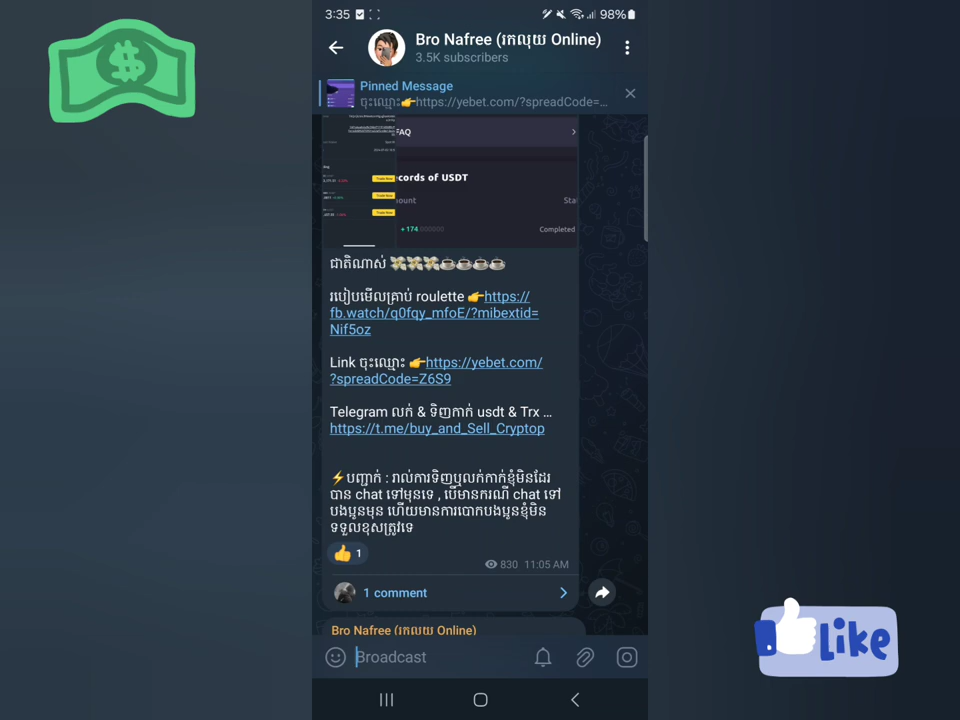 3:35
98%
Bro Nafree (រកលុយ Online)
3.5K subscribers
Pinned Message
ចុះឈ្មោះ👉https://yebet.com/?spreadCode=...
FAQ
cords of USDT
ount
Sta
+174.000000
Completed
ជាតិណាស់ 💸💸💸☕☕☕☕
របៀបមើលគ្រាប់ roulette 👉https://
fb.watch/q0fqy_mfoE/?mibextid=
Nif5oz
Link ចុះឈ្មោះ 👉https://yebet.com/
?spreadCode=Z6S9
Telegram លក់ & ទិញកាក់ usdt & Trx ...
https://t.me/buy_and_Sell_Cryptop
⚡បញ្ជាក់ : រាល់ការទិញឬលក់កាក់ខ្ញុំមិនដែរ
បាន chat ទៅមុនទេ , បើមានករណី chat ទៅ
បងប្អូនមុន ហើយមានការបោកបងប្អូនខ្ញុំមិន
ទទួលខុសត្រូវទេ
👍 1
830 11:05 AM
1 comment
Bro Nafree (រកលុយ Online)
Broadcast
$
Like